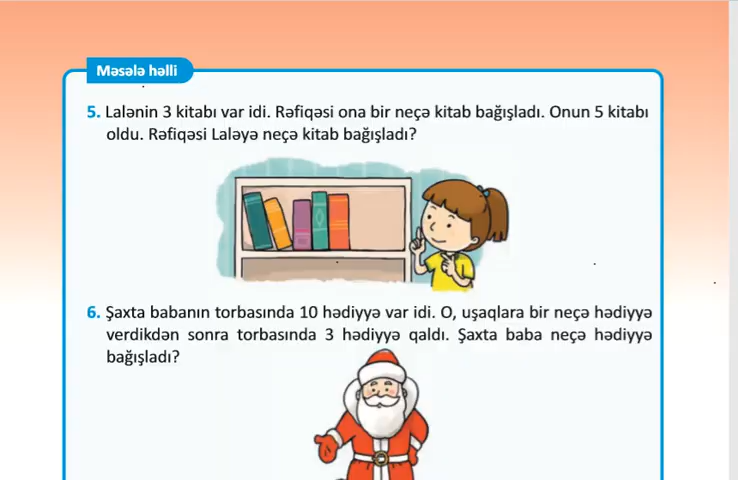 Məsələ həlli
5. Lalənin 3 kitabı var idi. Rəfiqəsi ona bir neçə kitab bağışladı. Onun 5 kitabı
oldu. Rəfiqəsi Laləyə neçə kitab bağışladı?
6. Şaxta babanın torbasında 10 hədiyyə var idi. O, uşaqlara bir neçə hədiyyə
verdikdən sonra torbasında 3 hədiyyə qaldı. Şaxta baba neçə hədiyyə
bağışladı?